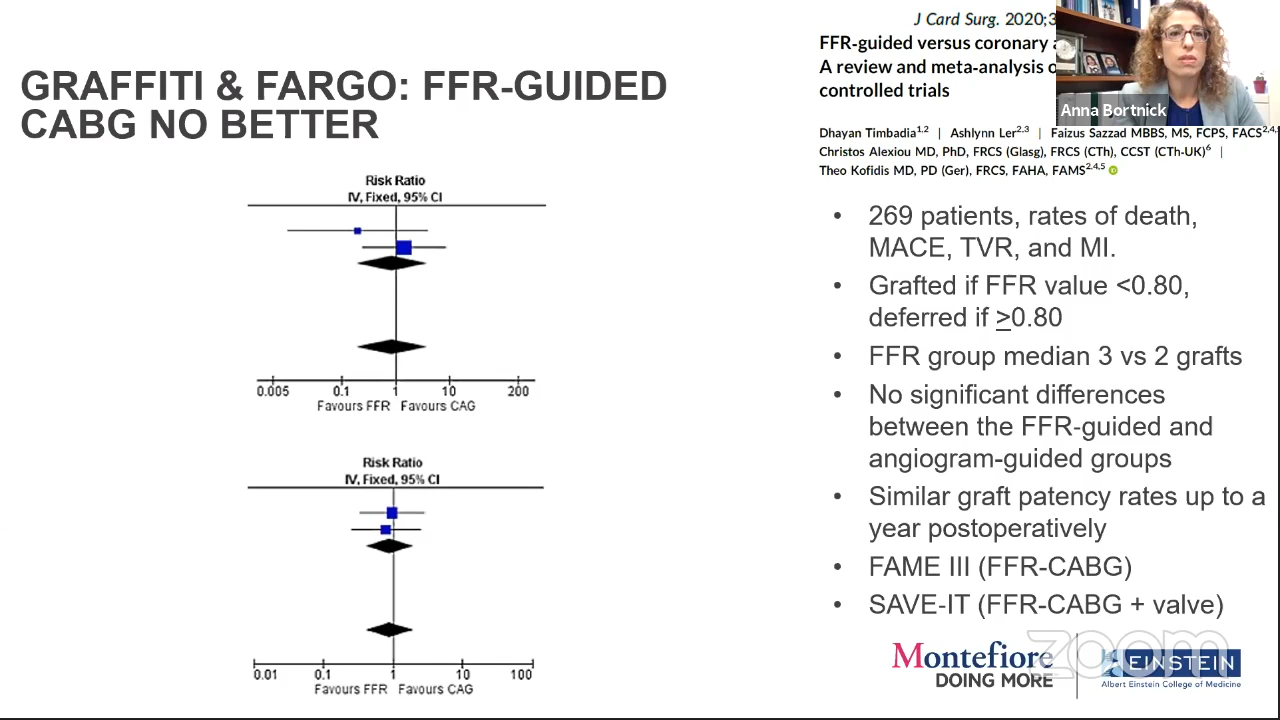 GRAFFITI & FARGO: FFR-GUIDED
CABG NO BETTER
J Card Surg. 2020;3
FFR-guided versus coronary
A review and meta-analysis o
controlled trials
Anna Bortnick
Dhayan Timbadia1,2 | Ashlynn Ler2,3 | Faizus Sazzad MBBS, MS, FCPS, FACS2,4,
Christos Alexiou MD, PhD, FRCS (Glasg), FRCS (CTh), CCST (CTh-UK)6 |
Theo Kofidis MD, PD (Ger), FRCS, FAHA, FAMS2,4,5
Risk Ratio
IV, Fixed, 95% CI
0.005 0.1 1 10 200
Favours FFR Favours CAG
Risk Ratio
IV, Fixed, 95% CI
0.01 0.1 1 10 100
Favours FFR Favours CAG
• 269 patients, rates of death,
MACE, TVR, and MI.
• Grafted if FFR value <0.80,
deferred if >0.80
• FFR group median 3 vs 2 grafts
• No significant differences
between the FFR-guided and
angiogram-guided groups
• Similar graft patency rates up to a
year postoperatively
• FAME III (FFR-CABG)
• SAVE-IT (FFR-CABG + valve)
zoom
Montefiore
DOING MORE
EINSTEIN
Albert Einstein College of Medicine